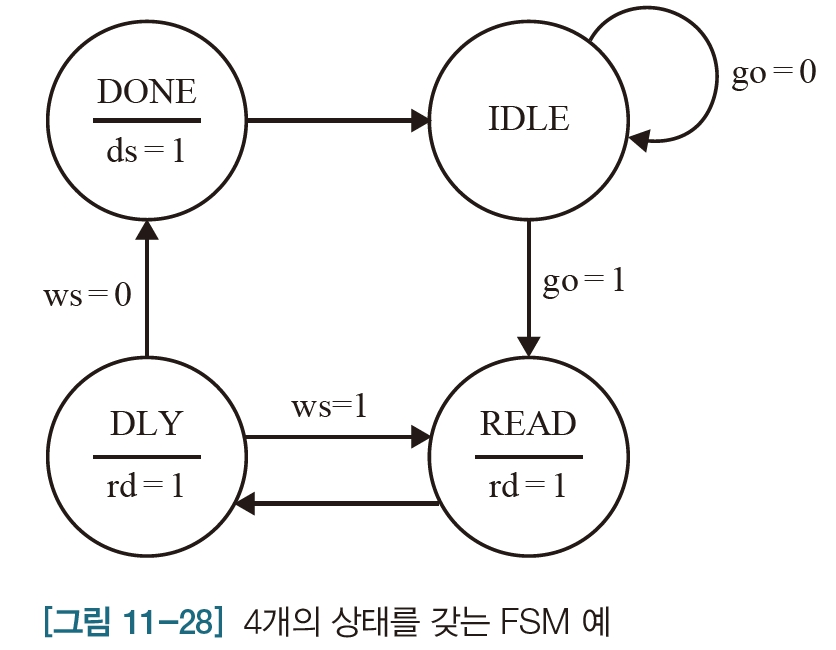 DONE
ds=1
IDLE
go=0
ws=0
go=1
DLY
rd=1
ws=1
READ
rd=1
[그림 11-28] 4개의 상태를 갖는 FSM 예